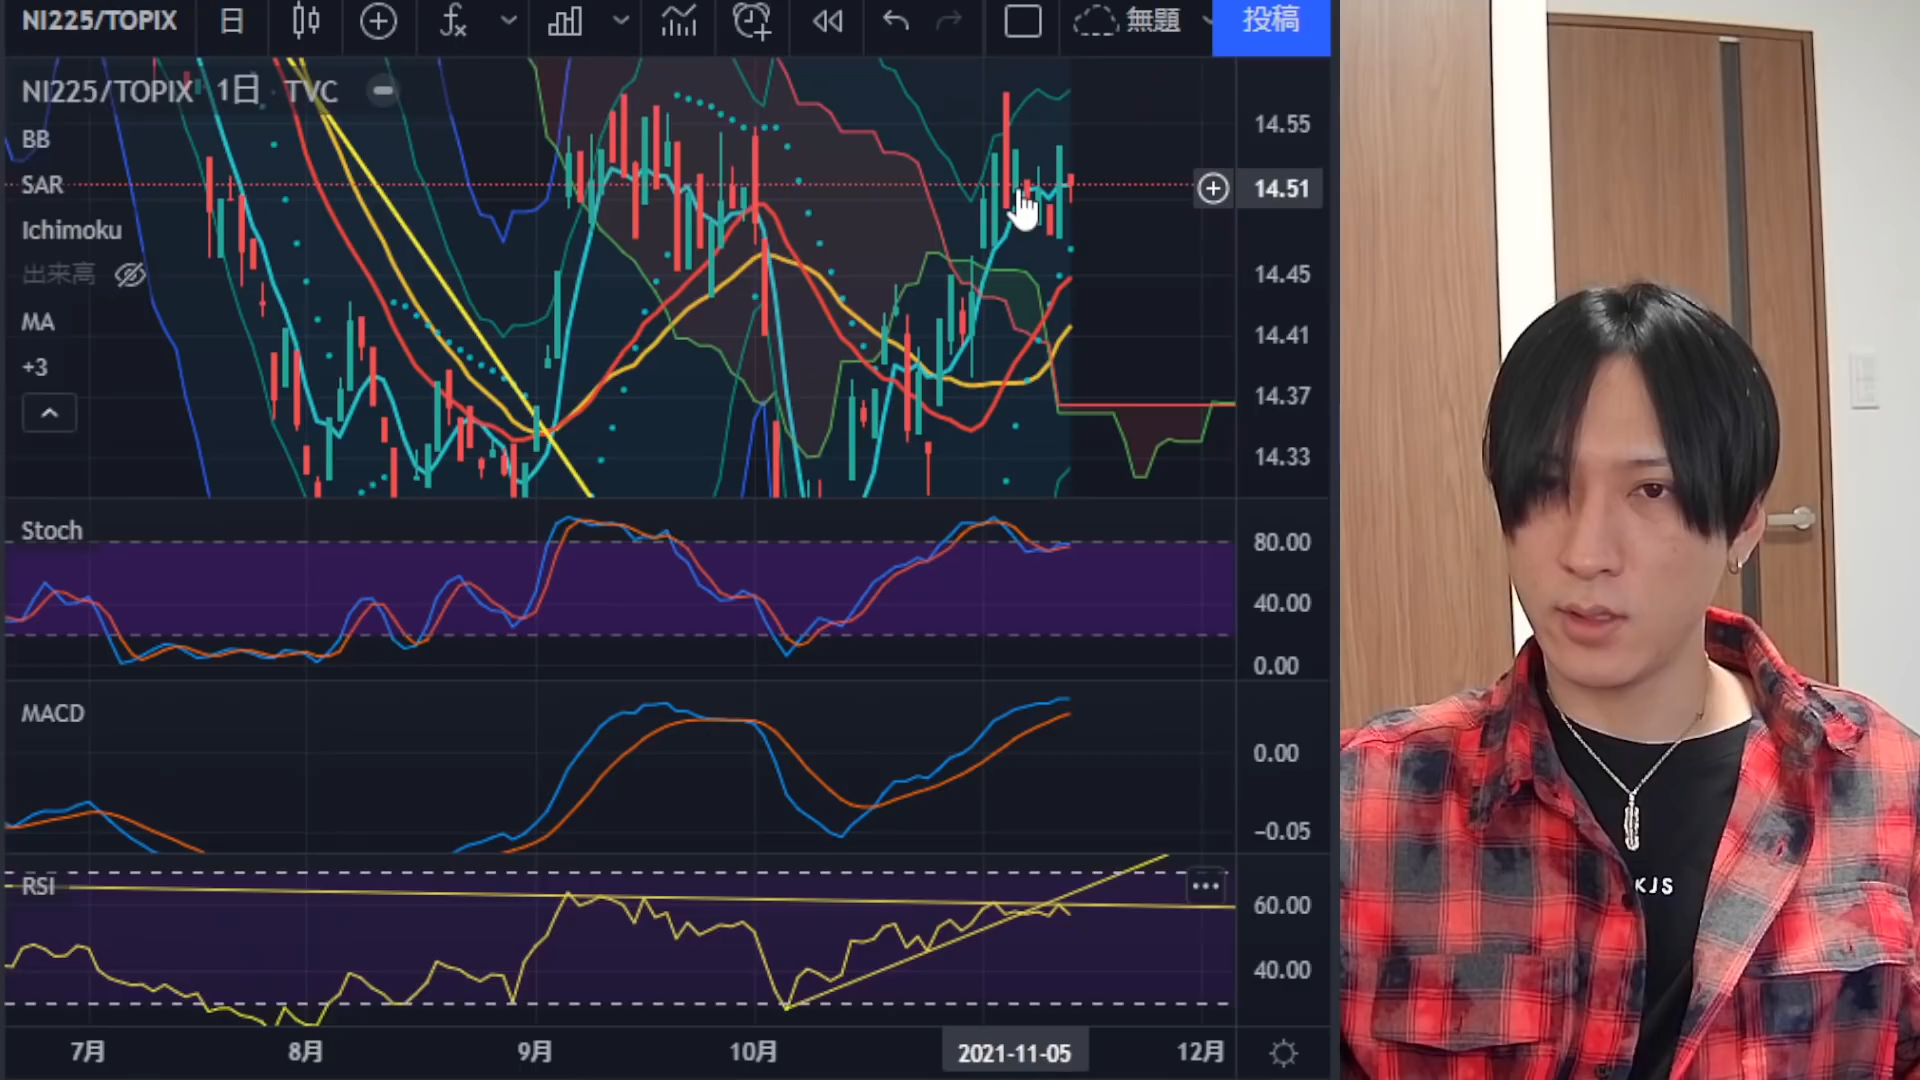 NI225/TOPIX 日 無題 投稿
NI225/TOPIX 1日 TVC
BB
SAR
Ichimoku
出来高
MA
+3
14.55
14.51
14.45
14.41
14.37
14.33
Stoch
80.00
40.00
0.00
MACD
0.00
−0.05
RSI
60.00
40.00
7月 8月 9月 10月 2021-11-05 12月
KJS